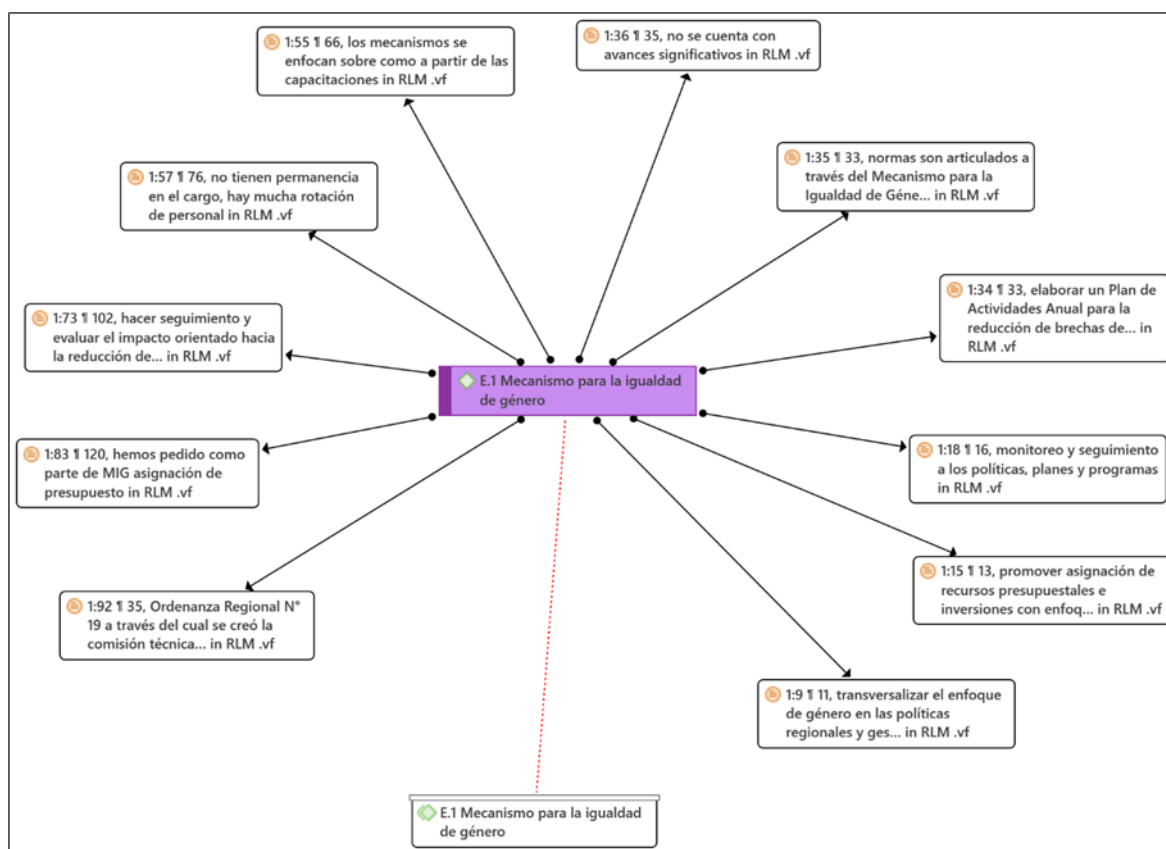 1:55 ¶ 66, los mecanismos se
enfocan sobre como a partir de las
capacitaciones in RLM .vf
1:36 ¶ 35, no se cuenta con
avances significativos in RLM .vf
1:57 ¶ 76, no tienen permanencia
en el cargo, hay mucha rotación
de personal in RLM .vf
1:35 ¶ 33, normas son articulados a
través del Mecanismo para la
Igualdad de Géne... in RLM .vf
1:73 ¶ 102, hacer seguimiento y
evaluar el impacto orientado hacia
la reducción de... in RLM .vf
1:34 ¶ 33, elaborar un Plan de
Actividades Anual para la
reducción de brechas de... in
RLM .vf
E.1 Mecanismo para la igualdad
de género
1:83 ¶ 120, hemos pedido como
parte de MIG asignación de
presupuesto in RLM .vf
1:18 ¶ 16, monitoreo y seguimiento
a los políticas, planes y programas
in RLM .vf
1:92 ¶ 35, Ordenanza Regional N°
19 a través del cual se creó la
comisión técnica... in RLM .vf
1:15 ¶ 13, promover asignación de
recursos presupuestales e
inversiones con enfoq... in RLM .vf
1:9 ¶ 11, transversalizar el enfoque
de género en las políticas
regionales y ges... in RLM .vf
E.1 Mecanismo para la igualdad
de género